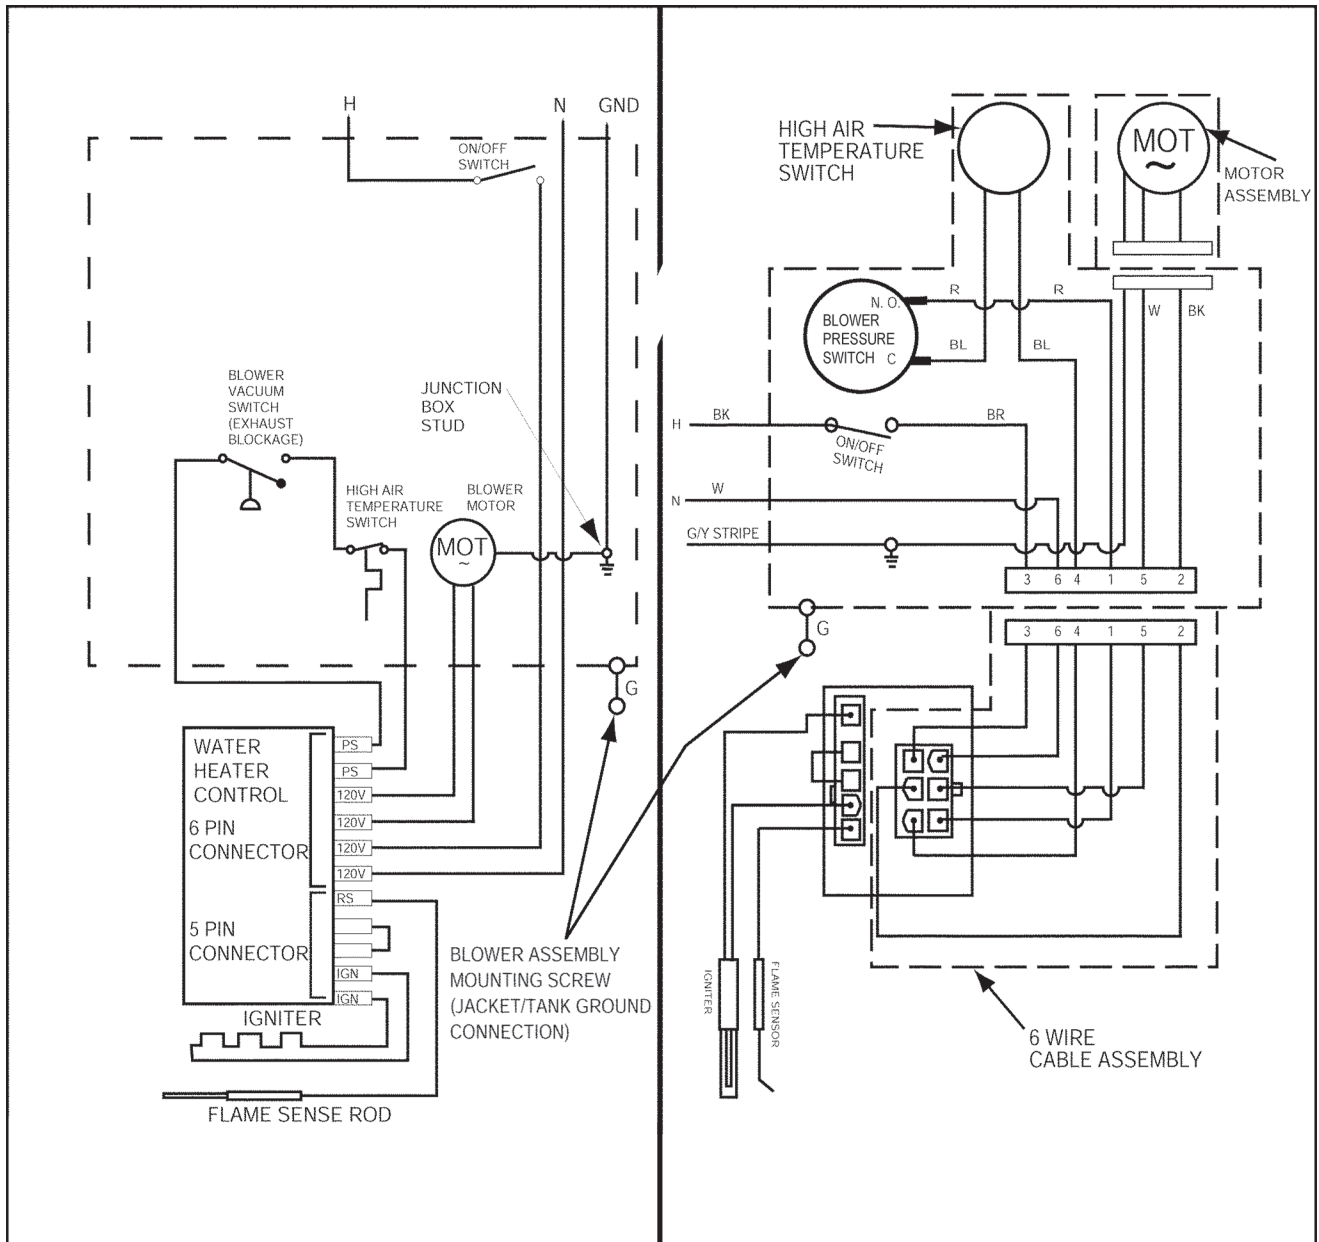 H
N
GND
ON/OFF
SWITCH
BLOWER
VACUUM
SWITCH
(EXHAUST
BLOCKAGE)
JUNCTION
BOX
STUD
HIGH AIR
TEMPERATURE
SWITCH
BLOWER
MOTOR
MOT
~
G
WATER
HEATER
CONTROL
6 PIN
CONNECTOR
5 PIN
CONNECTOR
PS
PS
120V
120V
120V
120V
RS
IGN
IGN
IGNITER
FLAME SENSE ROD
BLOWER ASSEMBLY
MOUNTING SCREW
(JACKET/TANK GROUND
CONNECTION)
HIGH AIR
TEMPERATURE
SWITCH
MOT
~
MOTOR
ASSEMBLY
N. O.
BLOWER
PRESSURE
SWITCH C
R
R
BL
BL
W
BK
H
BK
ON/OFF
SWITCH
BR
N
W
G/Y STRIPE
3 6 4 1 5 2
G
3 6 4 1 5 2
IGNITER
FLAME SENSOR
6 WIRE
CABLE ASSEMBLY